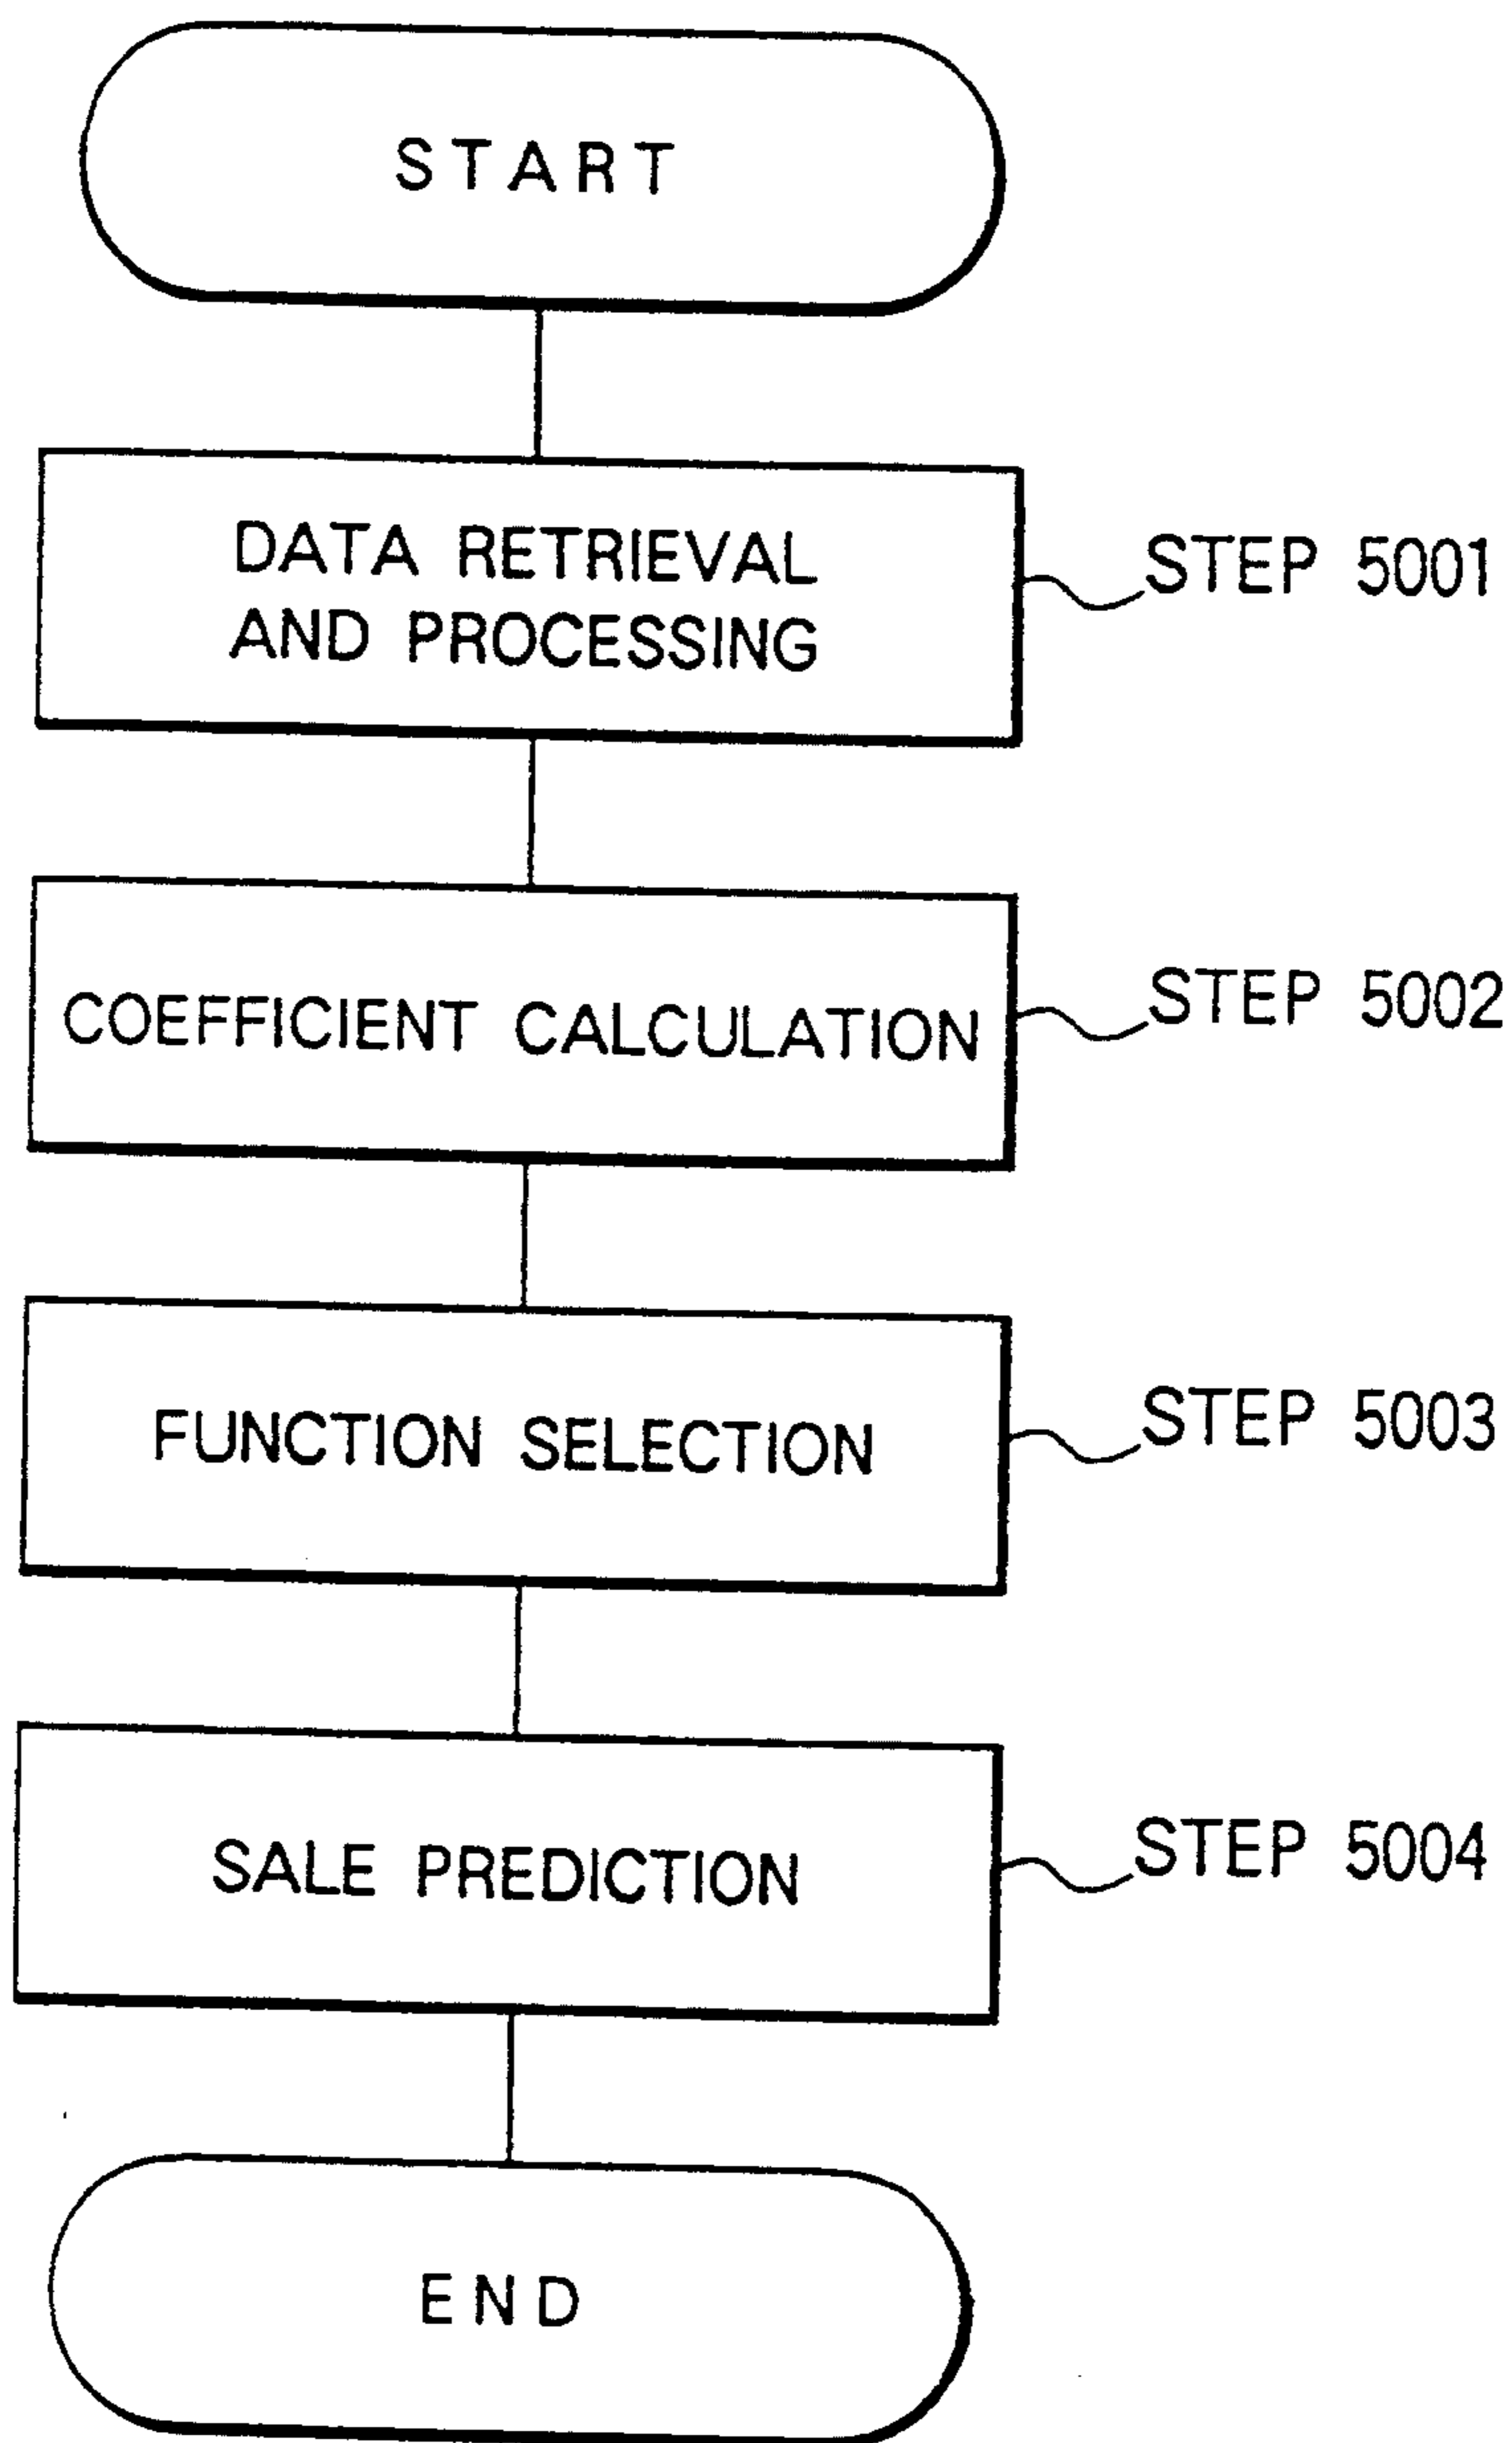 START
DATA RETRIEVAL
AND PROCESSING
STEP 5001
COEFFICIENT CALCULATION
STEP 5002
FUNCTION SELECTION
STEP 5003
SALE PREDICTION
STEP 5004
END